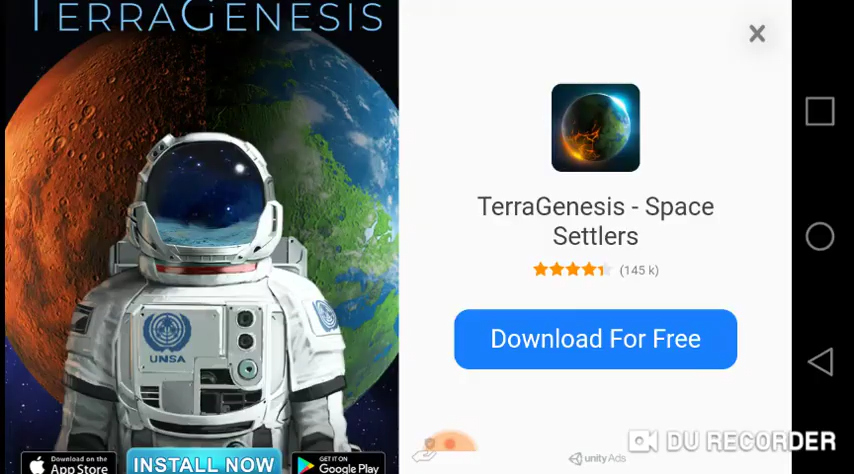 TERRAGENESIS
UNSA
Download on the
App Store
INSTALL NOW
GET IT ON
Google Play
TerraGenesis - Space
Settlers
(145 k)
Download For Free
unity Ads
DU RECORDER